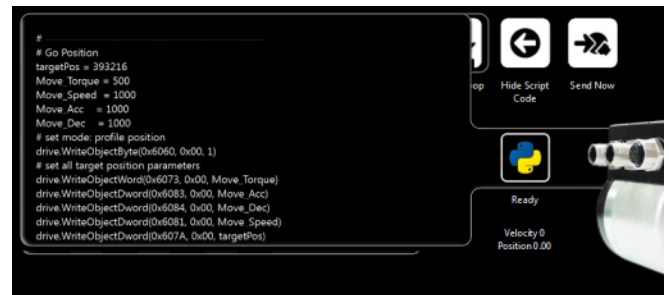 #
# Go Position
targetPos = 393216
Move_Torque = 500
Move_Speed = 1000
Move_Acc = 1000
Move_Dec = 1000
# set mode: profile position
drive.WriteObjectByte(0x6060, 0x00, 1)
# set all target position parameters
drive.WriteObjectWord(0x6073, 0x00, Move_Torque)
drive.WriteObjectDword(0x6083, 0x00, Move_Acc)
drive.WriteObjectDword(0x6084, 0x00, Move_Dec)
drive.WriteObjectDword(0x6081, 0x00, Move_Speed)
drive.WriteObjectDword(0x607A, 0x00, targetPos)
Hide Script
Code
Send Now
Ready
Velocity 0
Position 0.00